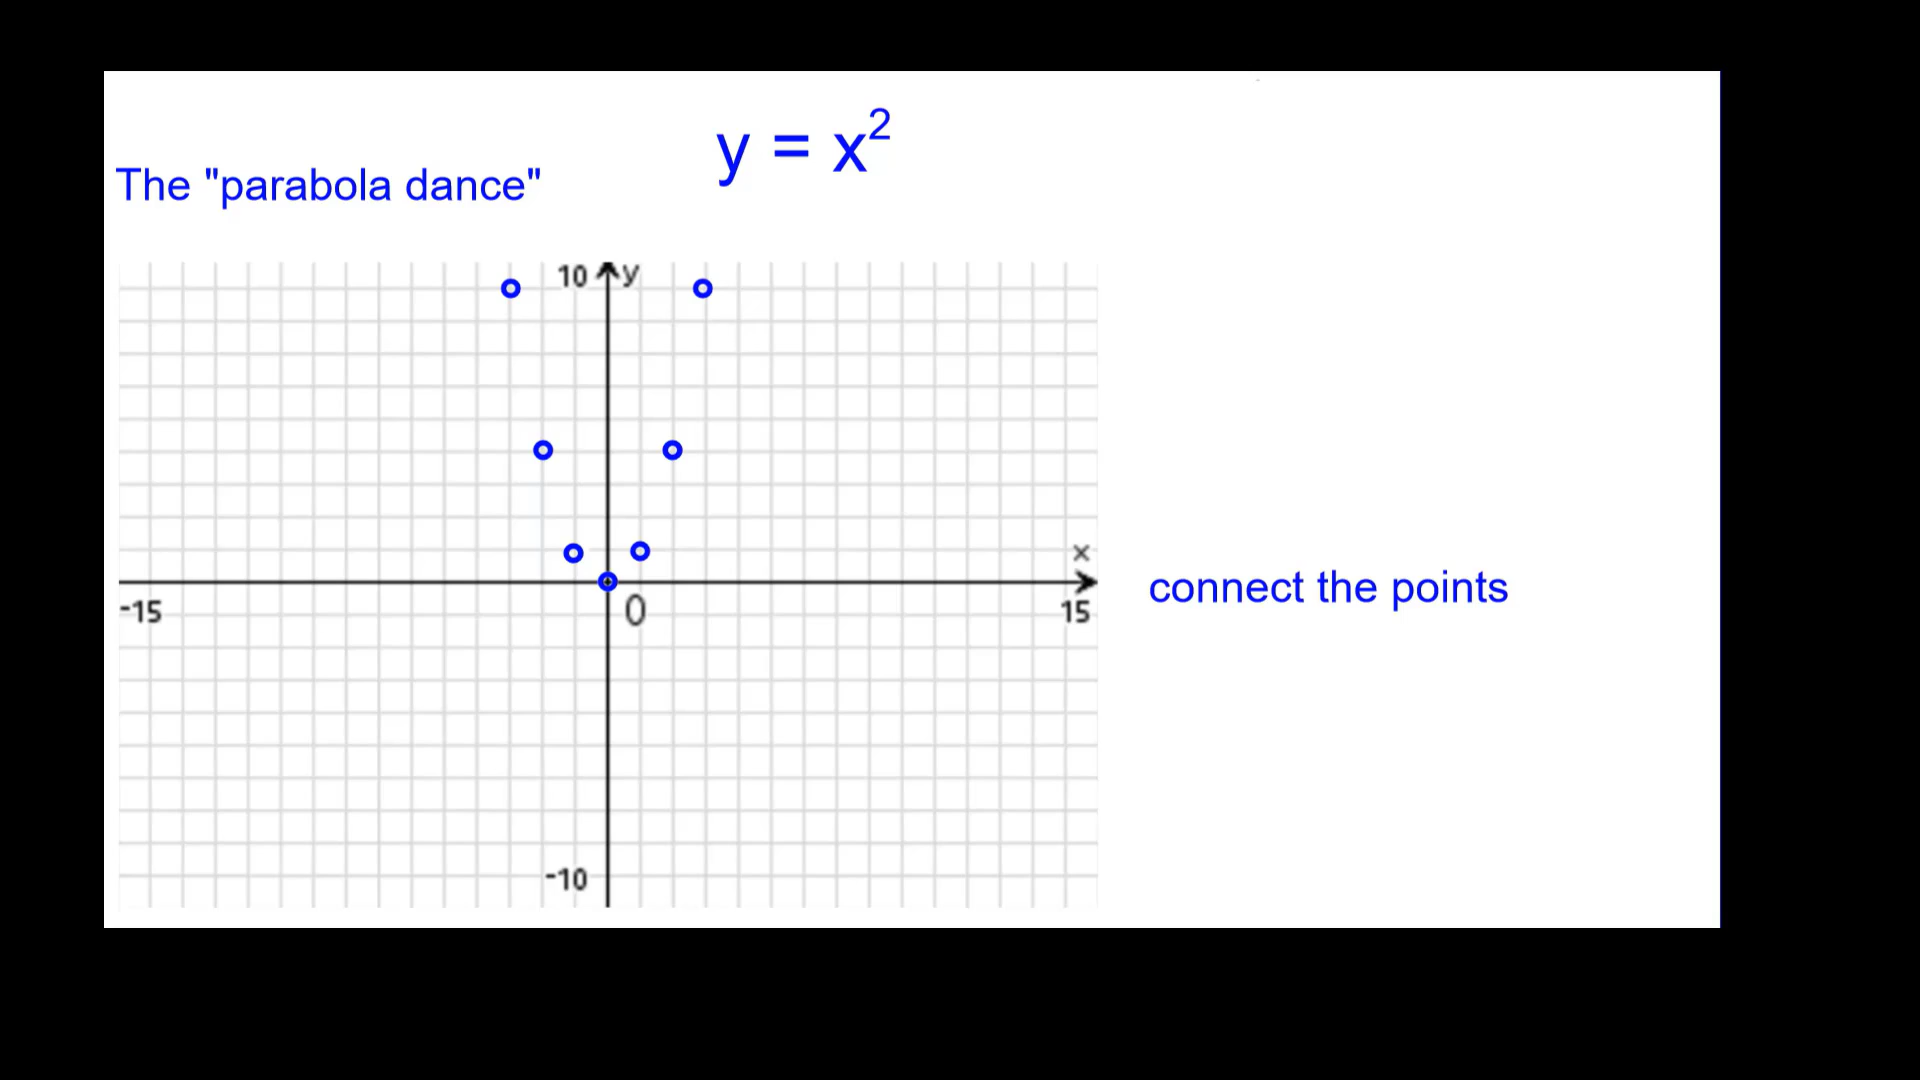 y = x²
The "parabola dance"
10 y
x
-15 0 15
connect the points
-10